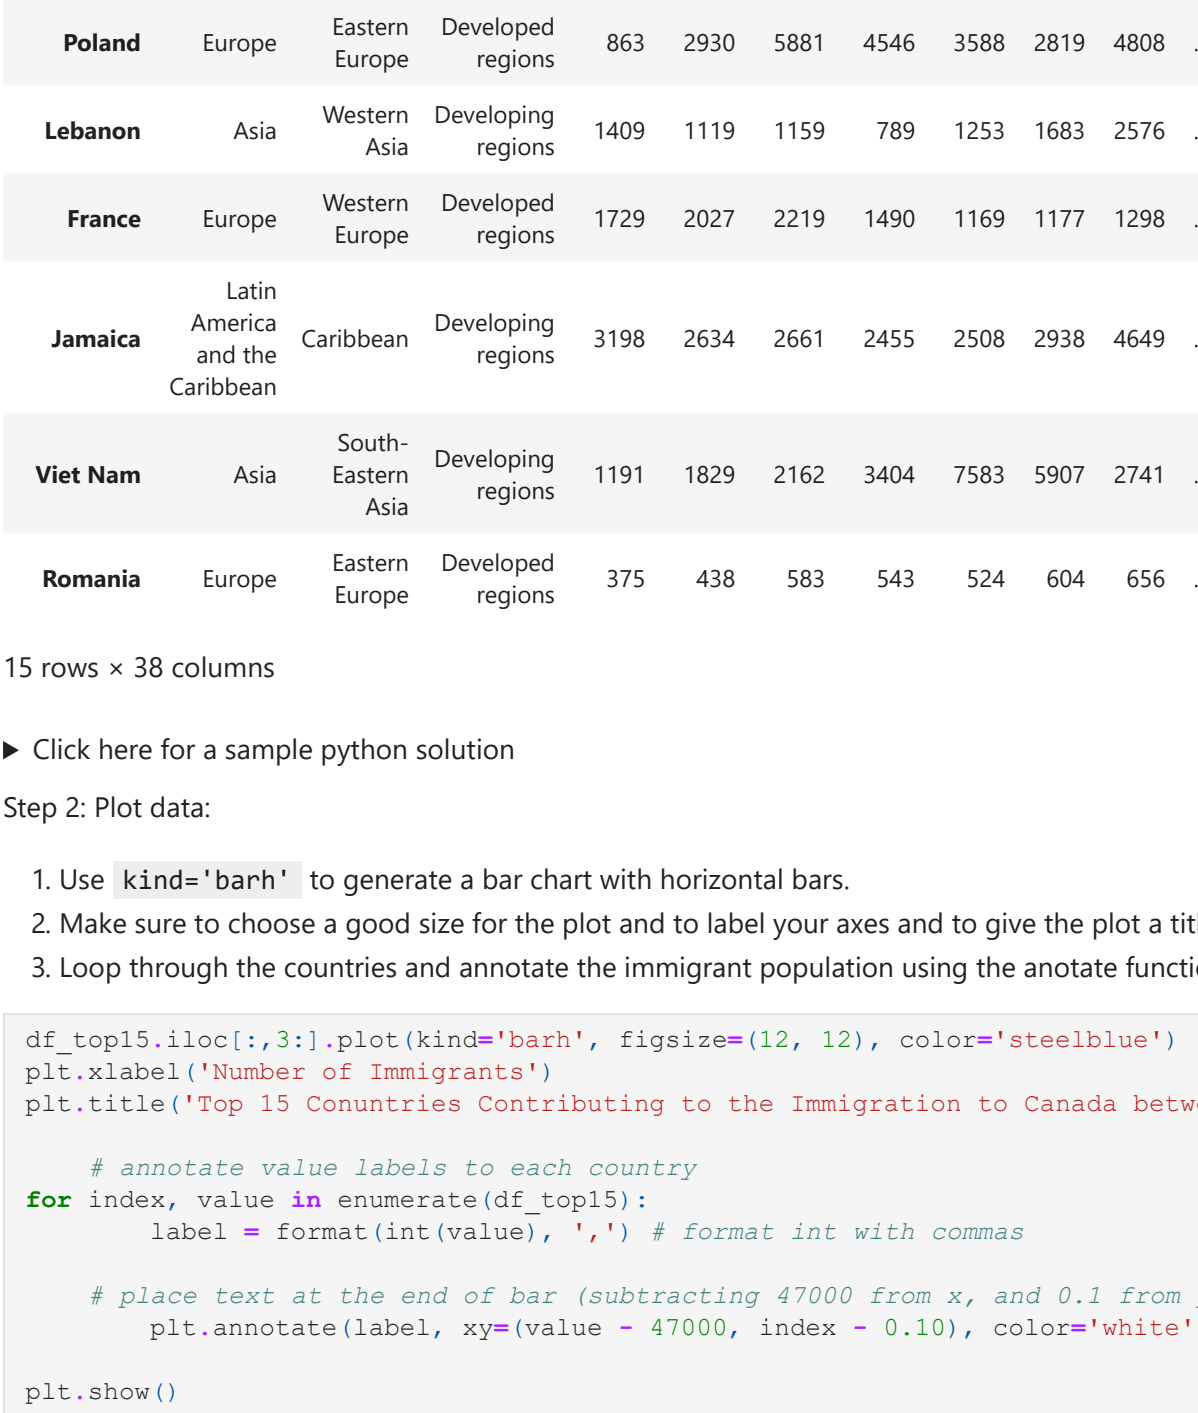 Poland Europe Eastern Europe Developed regions 863 2930 5881 4546 3588 2819 4808 .
Lebanon Asia Western Asia Developing regions 1409 1119 1159 789 1253 1683 2576 .
France Europe Western Europe Developed regions 1729 2027 2219 1490 1169 1177 1298 .
Jamaica Latin America and the Caribbean Caribbean Developing regions 3198 2634 2661 2455 2508 2938 4649 .
Viet Nam Asia South-Eastern Asia Developing regions 1191 1829 2162 3404 7583 5907 2741 .
Romania Europe Eastern Europe Developed regions 375 438 583 543 524 604 656 .
15 rows × 38 columns
▶ Click here for a sample python solution
Step 2: Plot data:
1. Use kind='barh' to generate a bar chart with horizontal bars.
2. Make sure to choose a good size for the plot and to label your axes and to give the plot a
3. Loop through the countries and annotate the immigrant population using the anotate
df_top15.iloc[:,3:].plot(kind='barh', figsize=(12, 12), color='steelblue')
plt.xlabel('Number of Immigrants')
plt.title('Top 15 Conuntries Contributing to the Immigration to Canada
# annotate value labels to each country
for index, value in enumerate(df_top15):
label = format(int(value), ',') # format int with commas
# place text at the end of bar (subtracting 47000 from x, and 0.1 from
plt.annotate(label, xy=(value - 47000, index - 0.10), color='white'
plt.show()